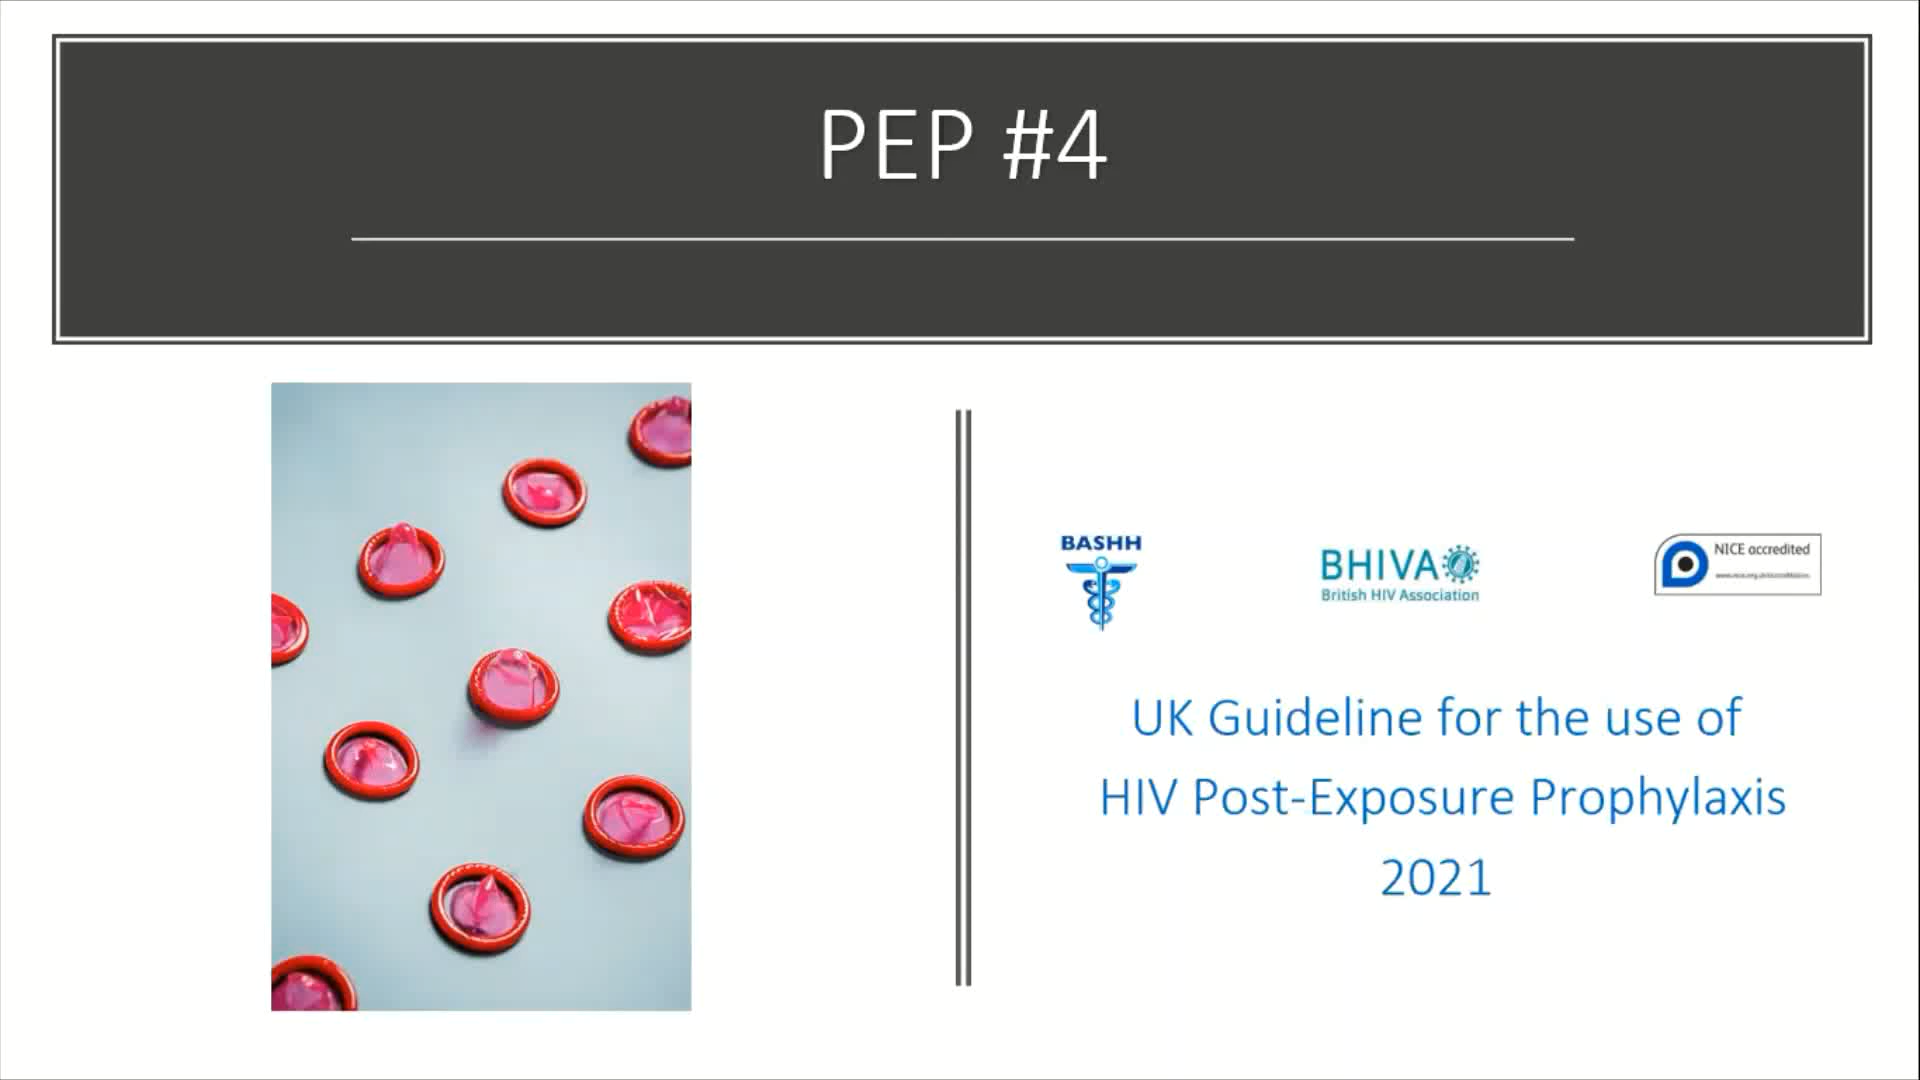 PEP #4
BASHH
BHIVA
British HIV Association
NICE accredited
UK Guideline for the use of
HIV Post-Exposure Prophylaxis
2021